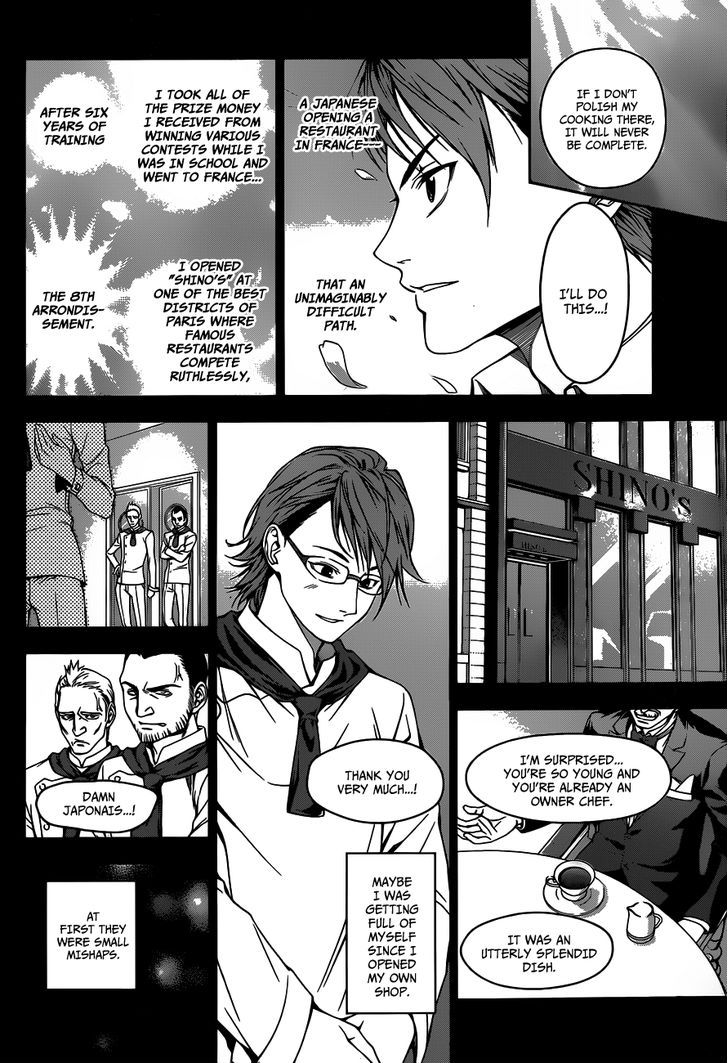 IF I DON'T
POLISH MY
COOKING THERE,
IT WILL NEVER
BE COMPLETE.
I'LL DO
THIS...!
A JAPANESE
OPENING A
RESTAURANT
IN FRANCE---
THAT AN
UNIMAGINABLY
DIFFICULT
PATH.
I TOOK ALL OF
THE PRIZE MONEY
I RECEIVED FROM
WINNING VARIOUS
CONTESTS WHILE I
WAS IN SCHOOL AND
WENT TO FRANCE...
AFTER SIX
YEARS OF
TRAINING
I OPENED
"SHINO'S" AT
ONE OF THE BEST
DISTRICTS OF
PARIS WHERE
FAMOUS
RESTAURANTS
COMPETE
RUTHLESSLY,
THE 8TH
ARRONDIS-
SEMENT.
SHINO'S
I'M SURPRISED...
YOU'RE SO YOUNG AND
YOU'RE ALREADY AN
OWNER CHEF.
IT WAS AN
UTTERLY SPLENDID
DISH.
THANK YOU
VERY MUCH...!
MAYBE
I WAS
GETTING
FULL OF
MYSELF
SINCE I
OPENED
MY OWN
SHOP.
DAMN
JAPONAIS...!
AT
FIRST THEY
WERE SMALL
MISHAPS.